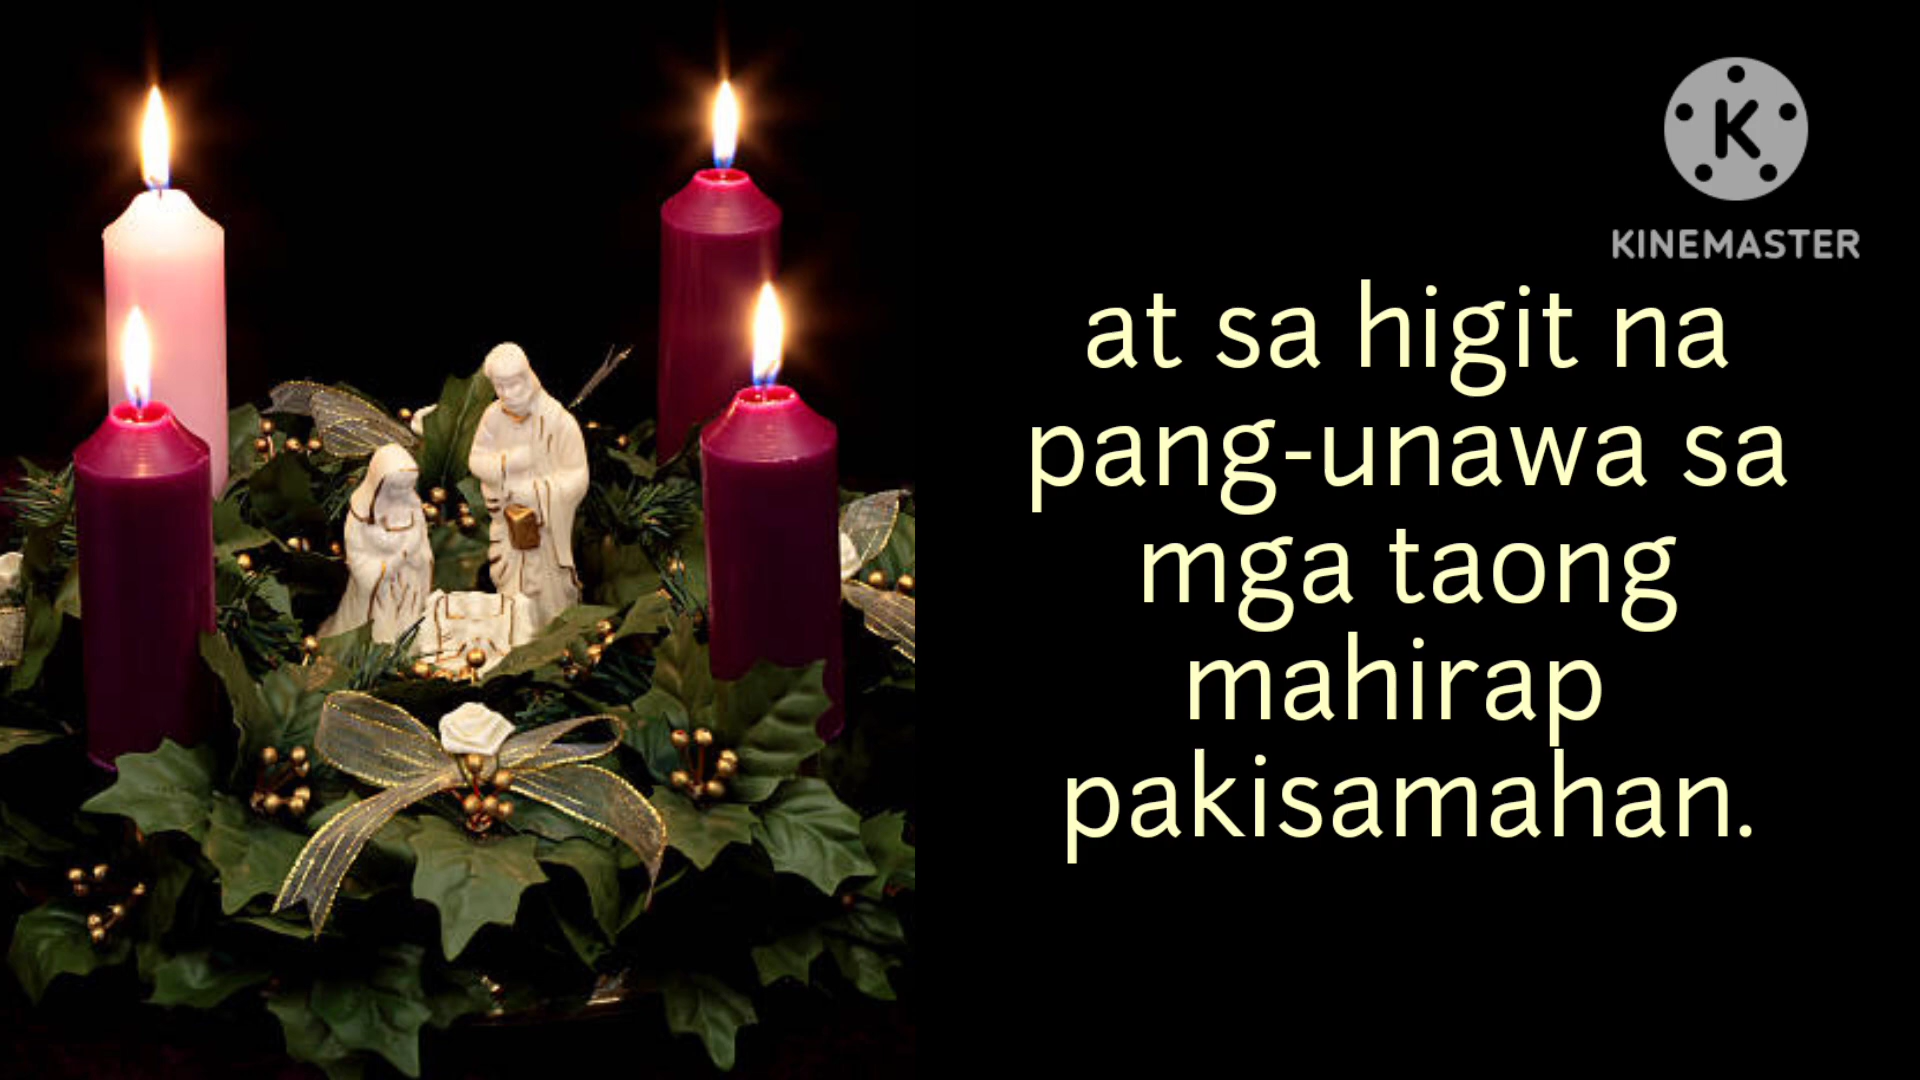 K
KINEMASTER
at sa higit na
pang-unawa sa
mga taong
mahirap
pakisamahan.